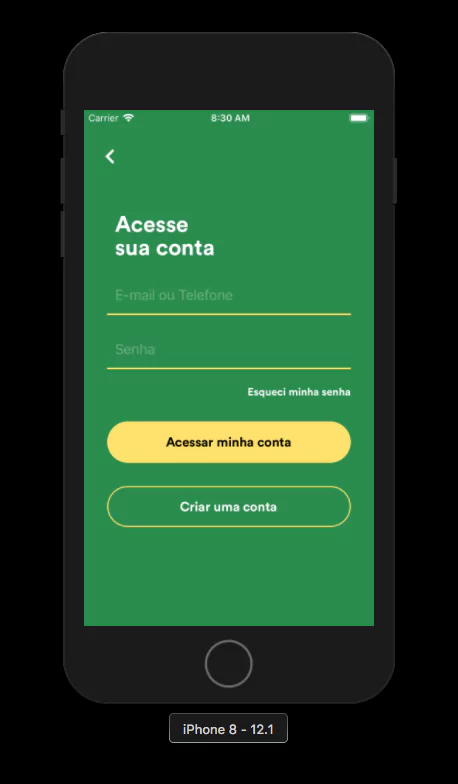 Carrier 8:30 AM
Acesse
sua conta
E-mail ou Telefone
Senha
Esqueci minha senha
Acessar minha conta
Criar uma conta
iPhone 8 - 12.1